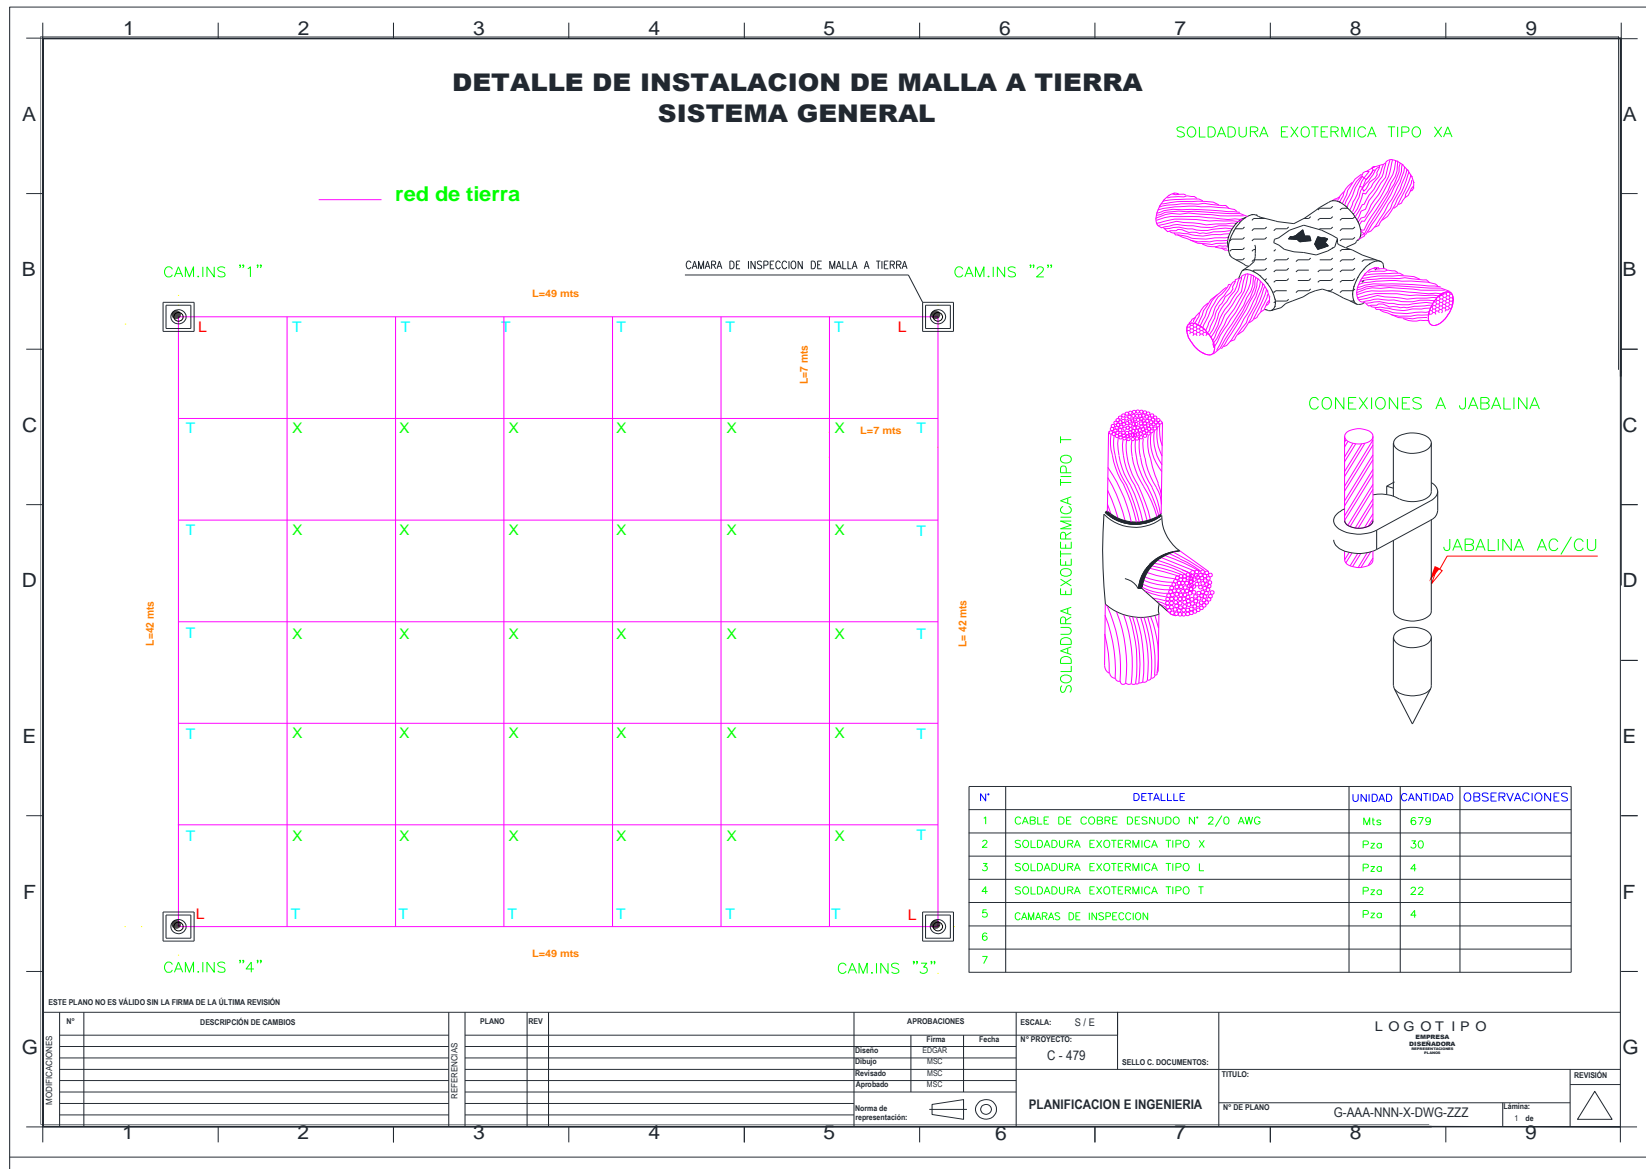 1 2 3 4 5 6 7 8 9
DETALLE DE INSTALACION DE MALLA A TIERRA
SISTEMA GENERAL
A A
SOLDADURA EXOTERMICA TIPO XA
red de tierra
B B
CAM.INS "1"
CAMARA DE INSPECCION DE MALLA A TIERRA
CAM.INS "2"
L=49 mts
L T T T T T T L
L=7 mts
C C
CONEXIONES A JABALINA
T X X X X X X T
L=7 mts
SOLDADURA EXOETERMICA TIPO T
T X X X X X X T
JABALINA AC/CU
D D
L=42 mts
L= 42 mts
T X X X X X X T
E E
T X X X X X X T
T X X X X X X T
F F
L T T T T T T L
L=49 mts
CAM.INS "4"
CAM.INS "3"
N° DETALLLE UNIDAD CANTIDAD OBSERVACIONES
1 CABLE DE COBRE DESNUDO N° 2/0 AWG Mts 679
2 SOLDADURA EXOTERMICA TIPO X Pza 30
3 SOLDADURA EXOTERMICA TIPO L Pza 4
4 SOLDADURA EXOTERMICA TIPO T Pza 22
5 CAMARAS DE INSPECCION Pza 4
6
7
ESTE PLANO NO ES VÁLIDO SIN LA FIRMA DE LA ÚLTIMA REVISIÓN
G G
MODIFICACIONES
N° DESCRIPCIÓN DE CAMBIOS
REFERENCIAS
PLANO REV
APROBACIONES
Firma Fecha
Diseño EDGAR
Dibujo MSC
Revisado MSC
Aprobado MSC
Norma de
representación:
ESCALA: S / E
N° PROYECTO:
C - 479
SELLO C. DOCUMENTOS:
PLANIFICACION E INGENIERIA
LOGOTIPO
EMPRESA
DISEÑADORA
REPRESENTACIONES
PLANOS
TITULO:
REVISIÓN
N° DE PLANO
G-AAA-NNN-X-DWG-ZZZ
Lámina:
1 de
1 2 3 4 5 6 7 8 9